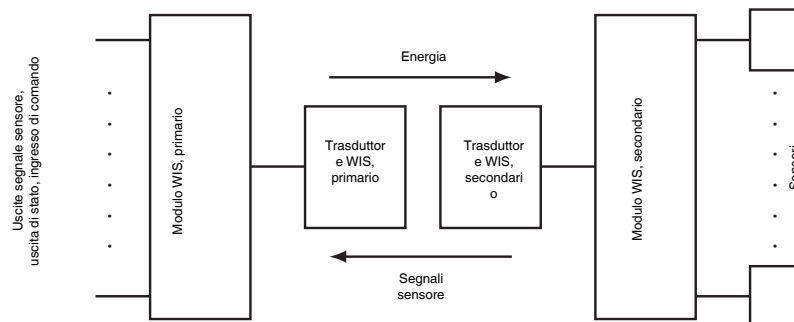 Uscite segnale sensore,
uscita di stato, ingresso di comando
Modulo WIS, primario
Energia
Trasduttor
e WIS,
primario
Trasduttor
e WIS,
secondari
o
Segnali
sensore
Modulo WIS, secondario
Sensori